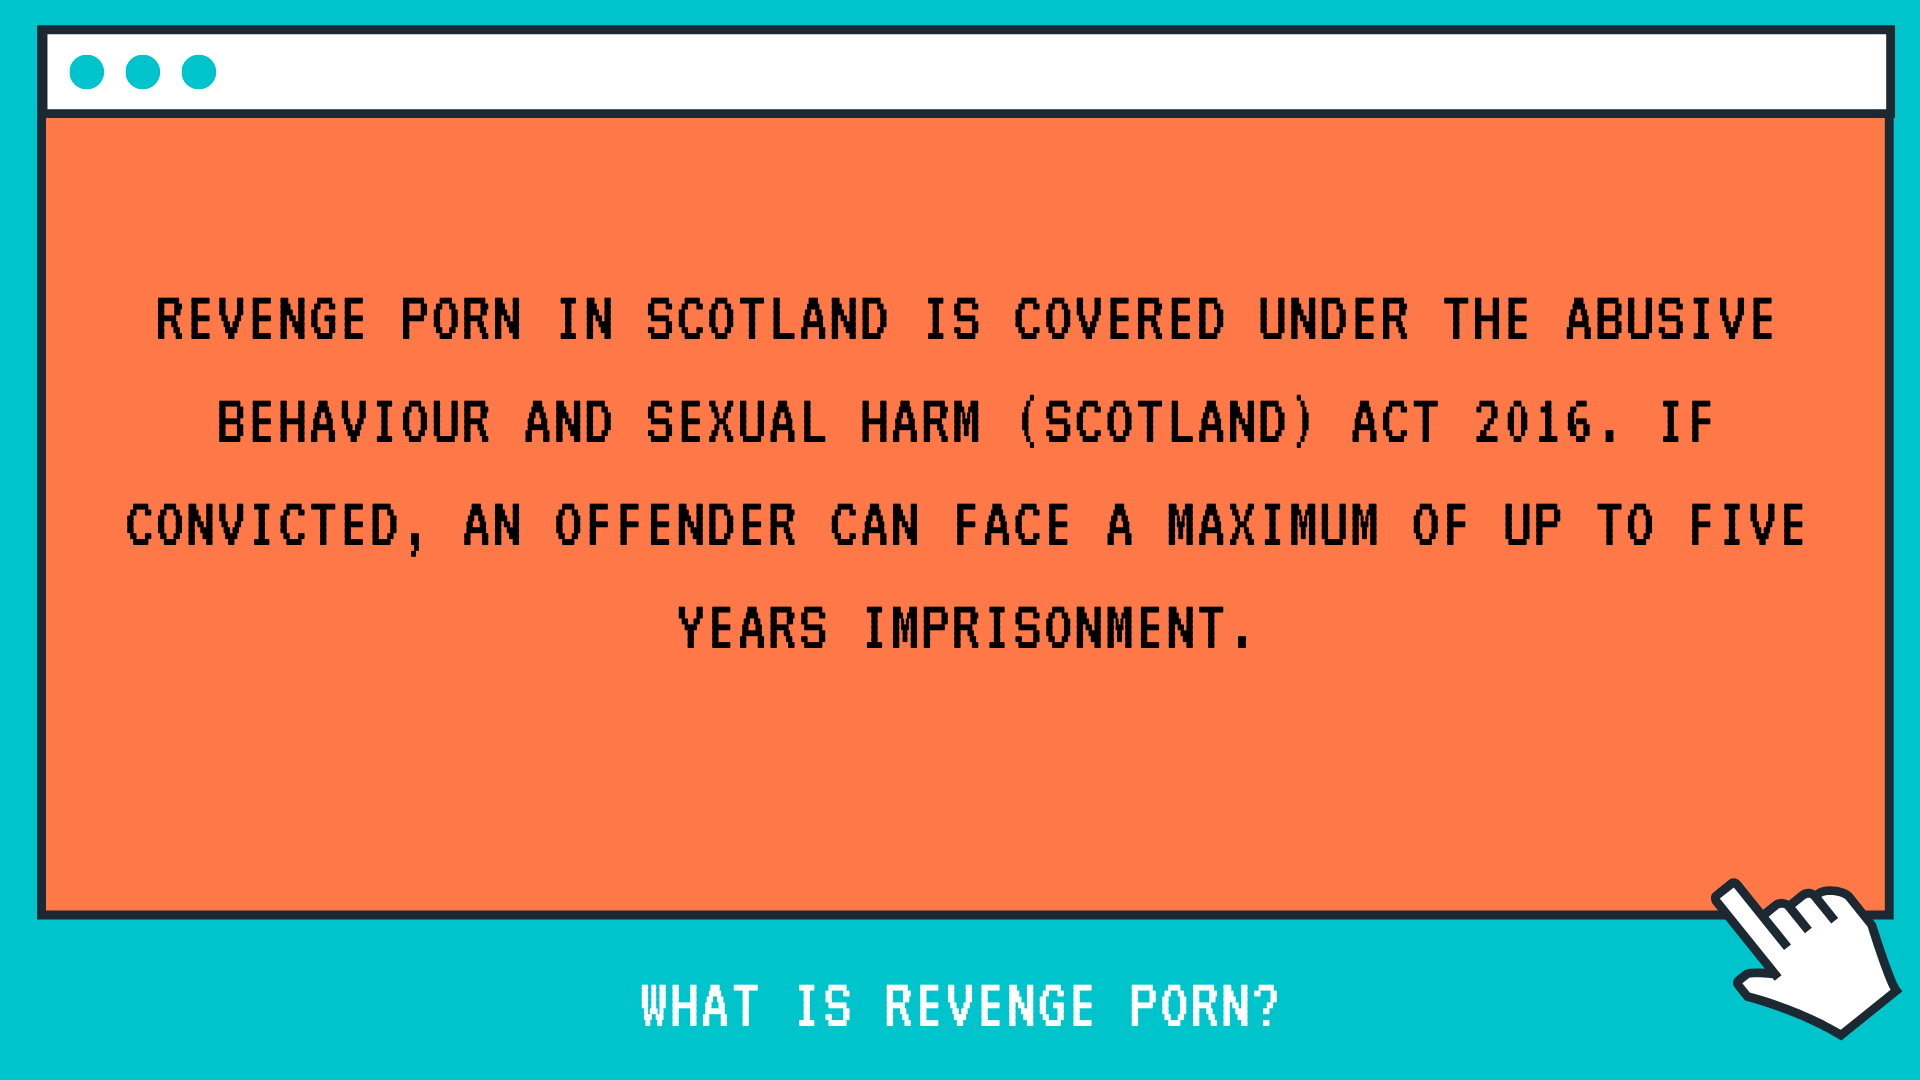 REVENGE PORN IN SCOTLAND IS COVERED UNDER THE ABUSIVE
BEHAVIOUR AND SEXUAL HARM (SCOTLAND) ACT 2016. IF
CONVICTED, AN OFFENDER CAN FACE A MAXIMUM OF UP TO FIVE
YEARS IMPRISONMENT.
WHAT IS REVENGE PORN?